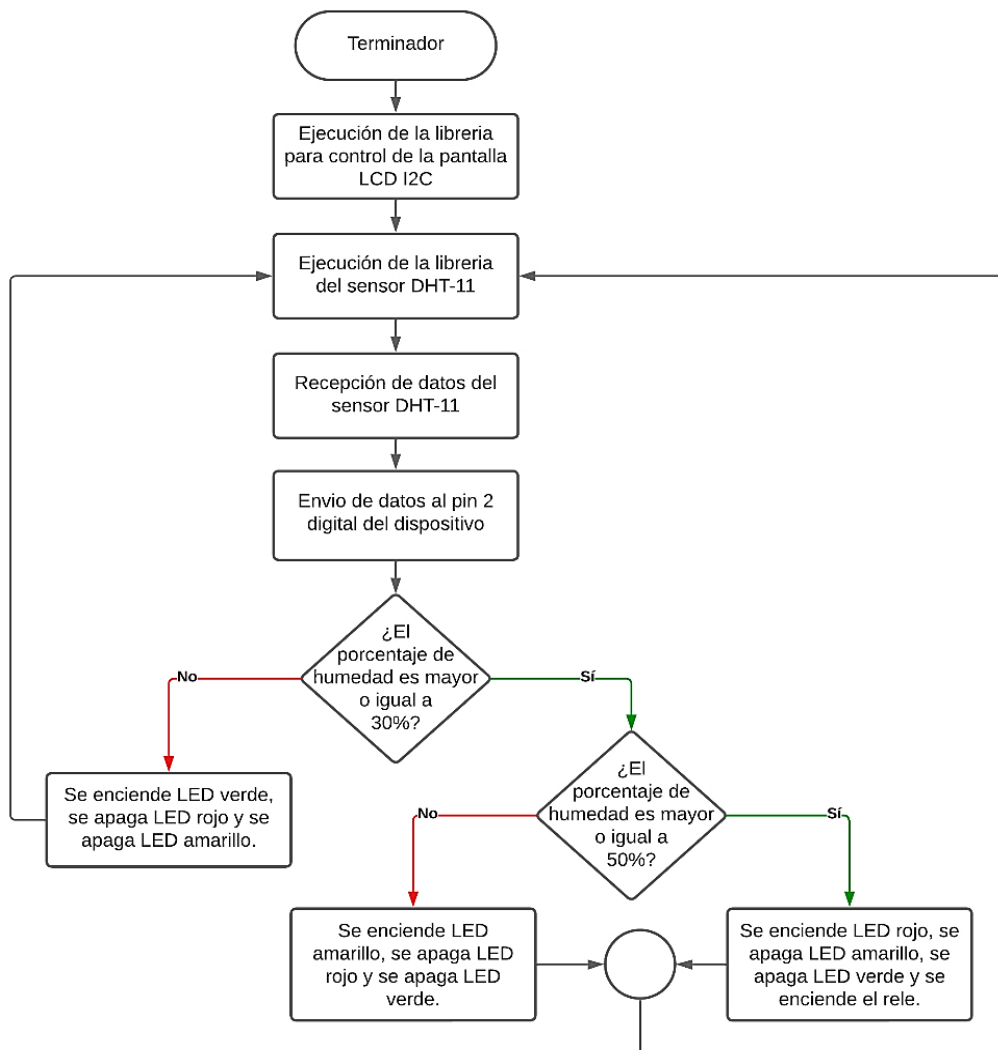 Terminador
Ejecución de la libreria
para control de la pantalla
LCD I2C
Ejecución de la libreria
del sensor DHT-11
Recepción de datos del
sensor DHT-11
Envio de datos al pin 2
digital del dispositivo
¿El
porcentaje de
humedad es mayor
o igual a
30%?
No
Sí
Se enciende LED verde,
se apaga LED rojo y se
apaga LED amarillo.
¿El
porcentaje de
humedad es mayor
o igual a
50%?
No
Sí
Se enciende LED
amarillo, se apaga LED
rojo y se apaga LED
verde.
Se enciende LED rojo, se
apaga LED amarillo, se
apaga LED verde y se
enciende el rele.